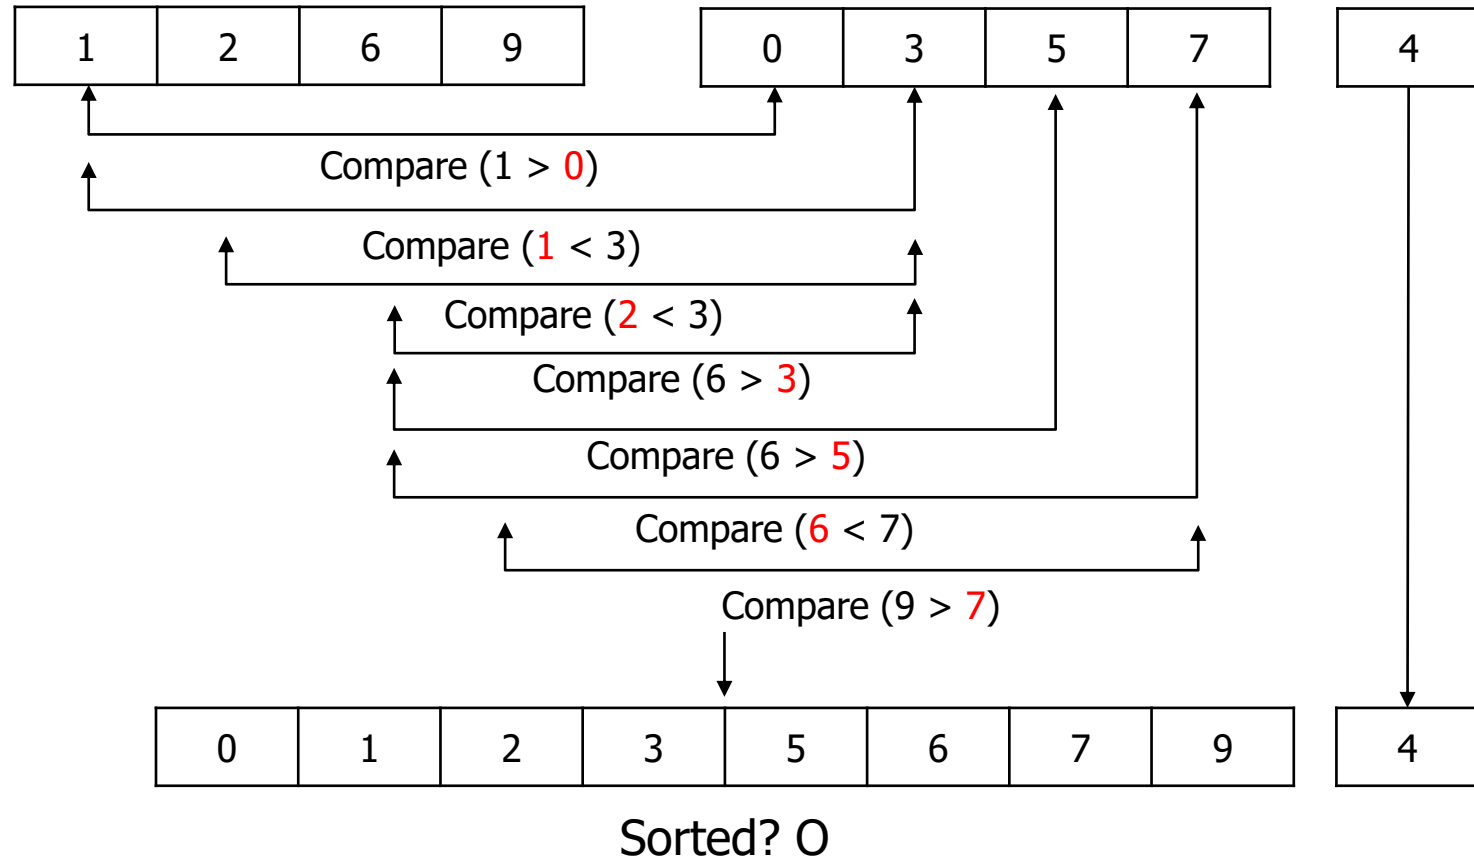 1 2 6 9 0 3 5 7 4
Compare (1 > 0)
Compare (1 < 3)
Compare (2 < 3)
Compare (6 > 3)
Compare (6 > 5)
Compare (6 < 7)
Compare (9 > 7)
0 1 2 3 5 6 7 9 4
Sorted? O